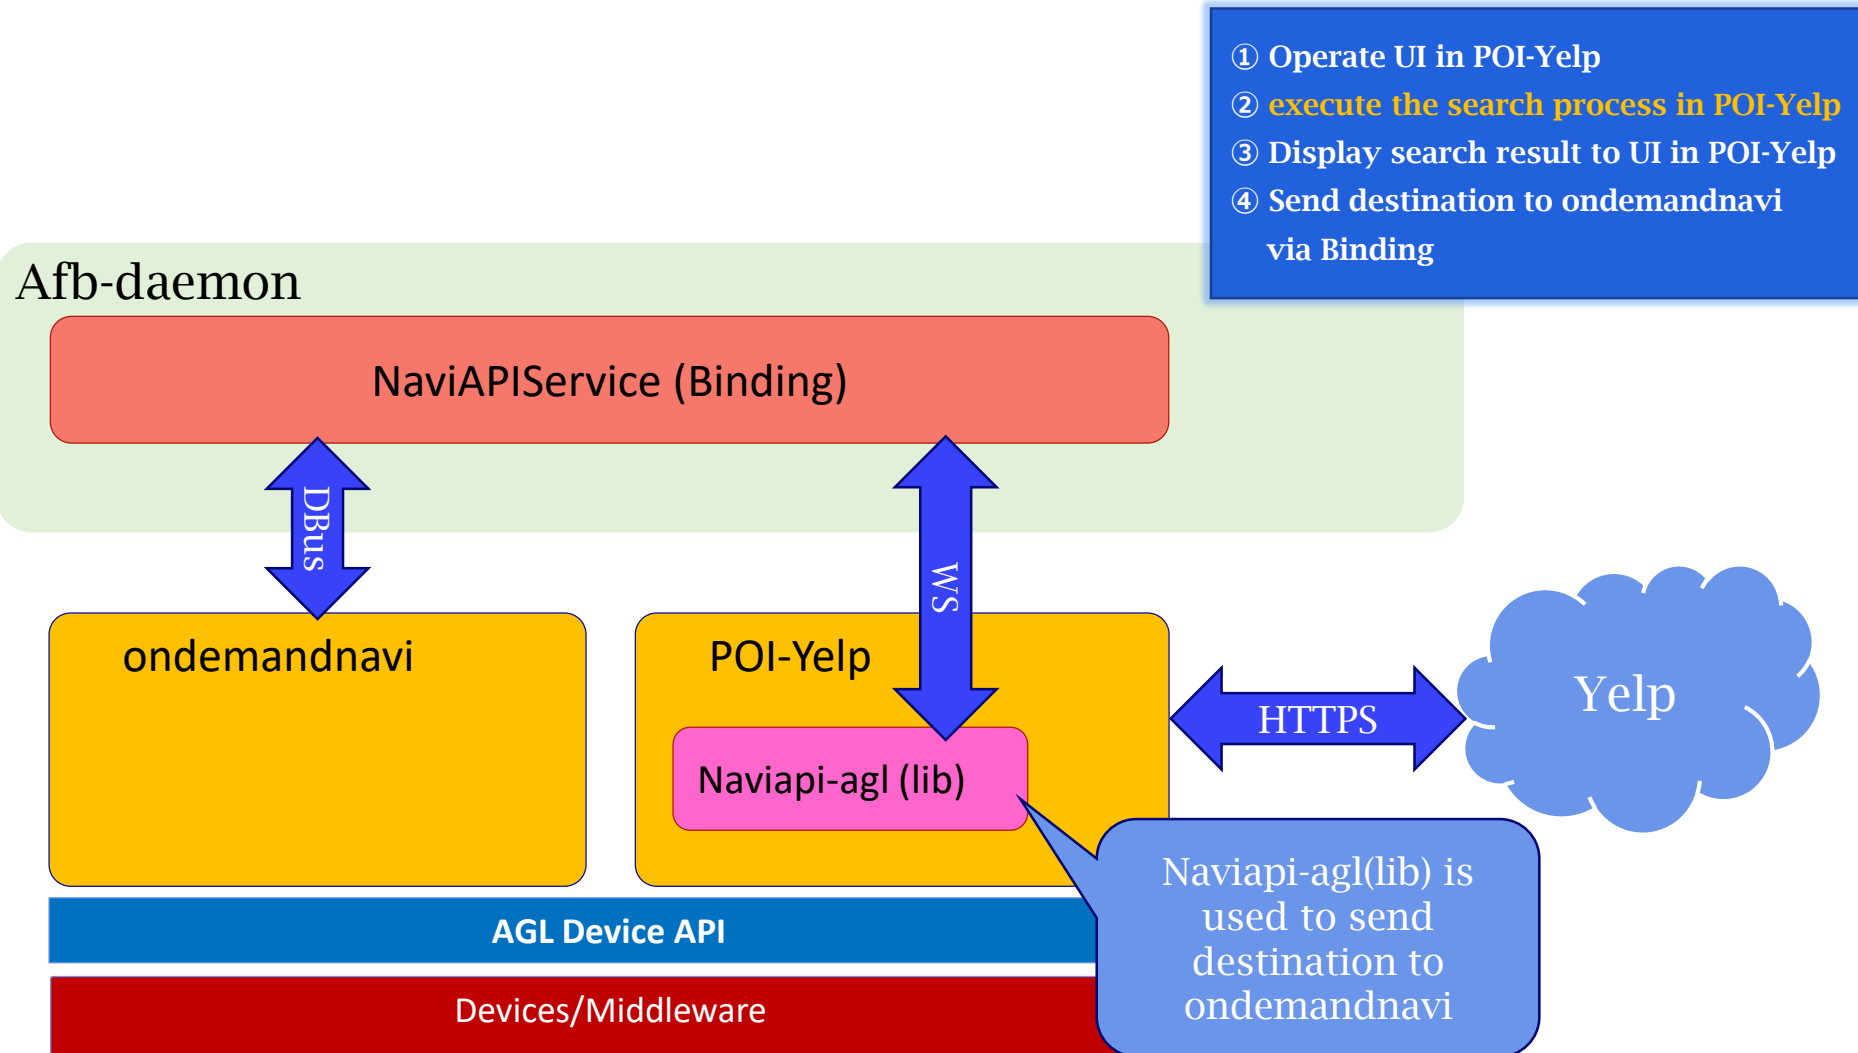 ① Operate UI in POI-Yelp
② execute the search process in POI-Yelp
③ Display search result to UI in POI-Yelp
④ Send destination to ondemandnavi
via Binding
Afb-daemon
NaviAPIService (Binding)
DBus
WS
ondemandnavi
POI-Yelp
Naviapi-agl (lib)
HTTPS
Yelp
Naviapi-agl(lib) is
used to send
destination to
ondemandnavi
AGL Device API
Devices/Middleware